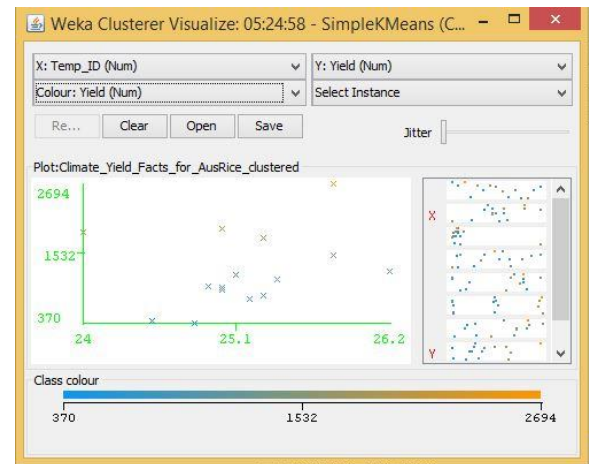 Weka Clusterer Visualize: 05:24:58 - SimpleKMeans (C...
X: Temp_ID (Num) Y: Yield (Num)
Colour: Yield (Num) Select Instance
Re... Clear Open Save Jitter
Plot:Climate_Yield_Facts_for_AusRice_clustered
2694
1532
370
24 25.1 26.2
X
Y
Class colour
370 1532 2694